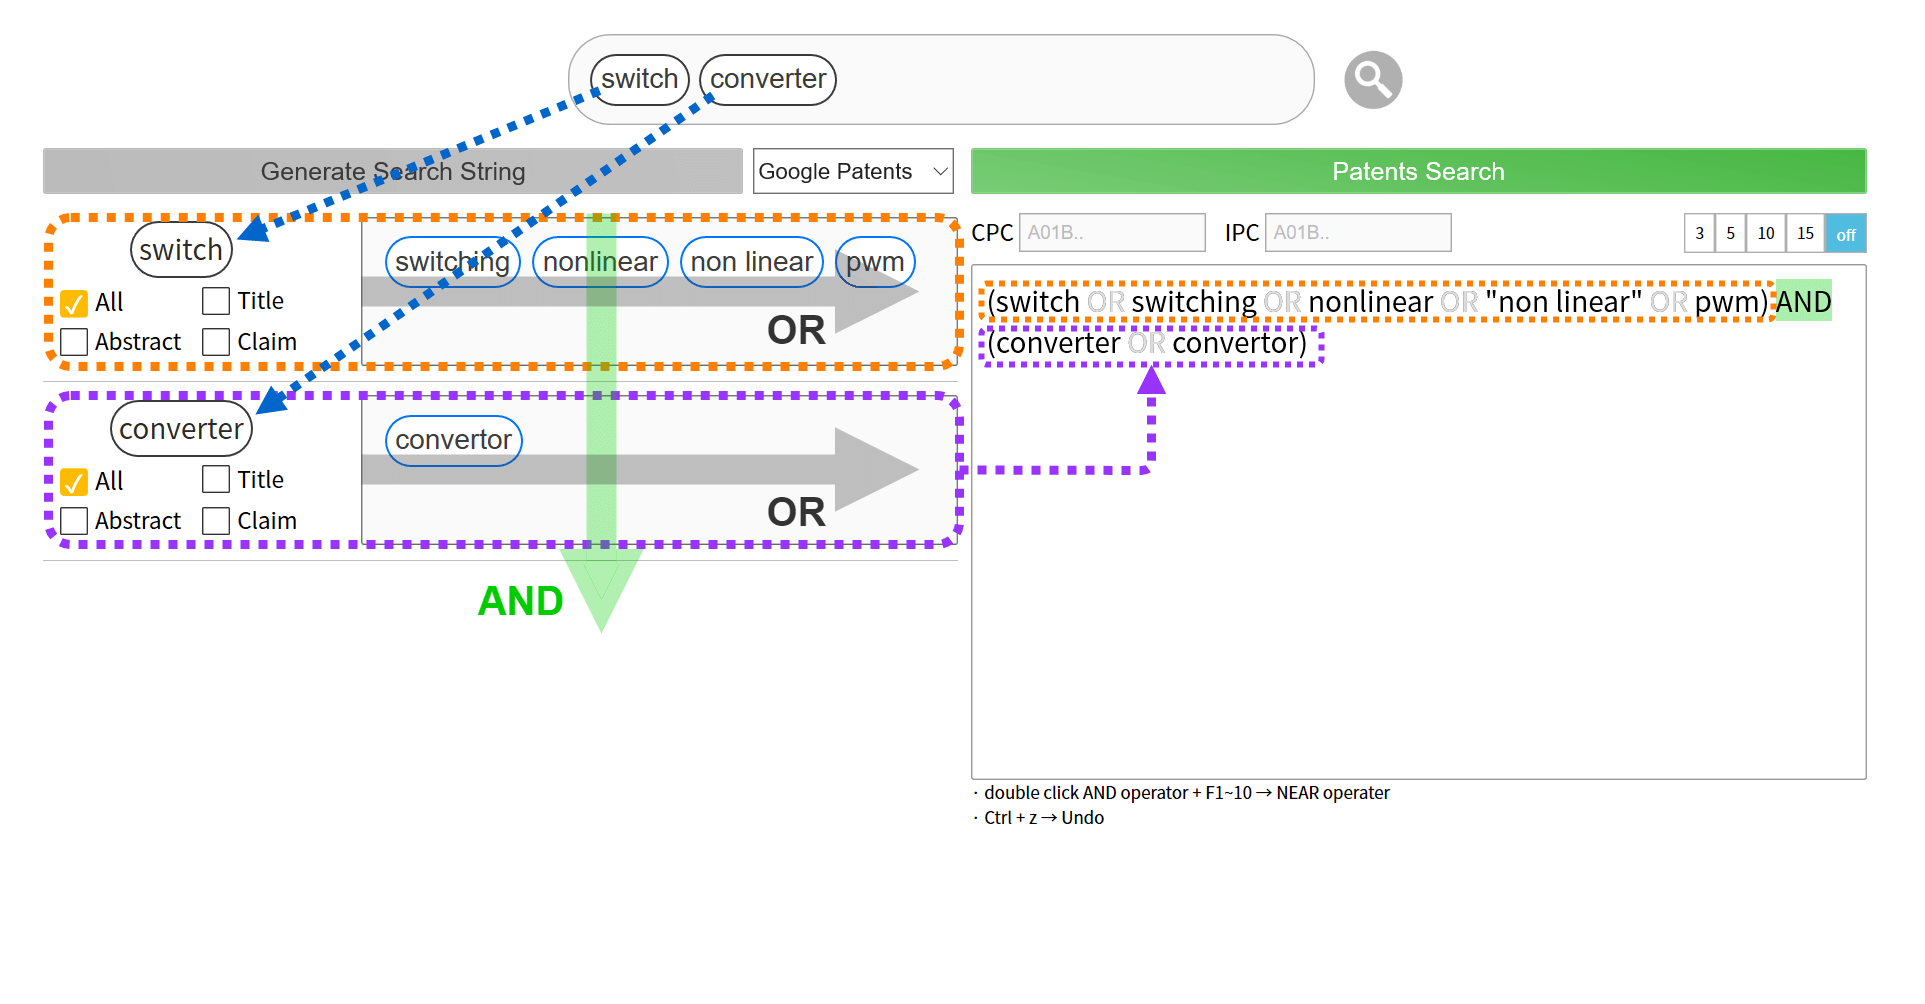 switch converter
Generate Search String
Google Patents
Patents Search
switch
All
Title
Abstract
Claim
switching nonlinear non linear pwm
OR
CPC A01B.. IPC A01B.. 3 5 10 15 off
(switch OR switching OR nonlinear OR "non linear" OR pwm) AND
(converter OR convertor)
converter
All
Title
Abstract
Claim
convertor
OR
AND
· double click AND operator + F1~10 → NEAR operater
· Ctrl + z → Undo